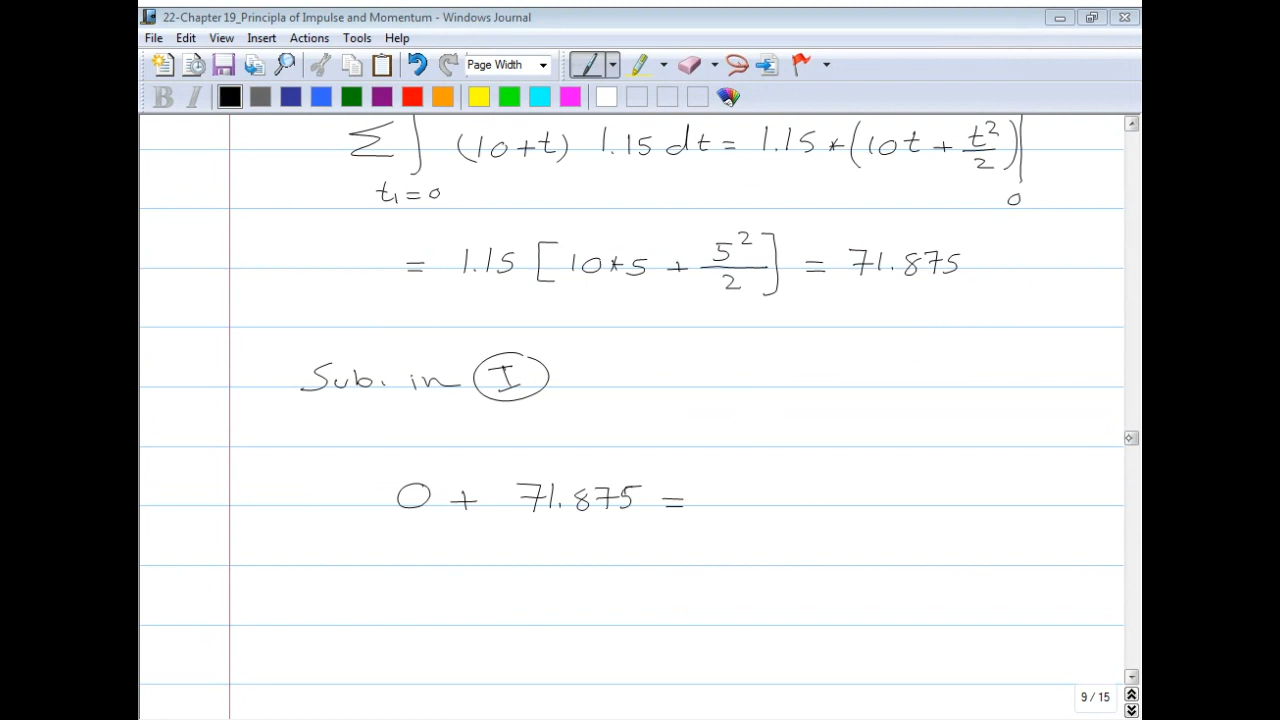 22-Chapter 19_Principla of Impulse and Momentum - Windows Journal
File Edit View Insert Actions Tools Help
Page Width
B I
∑ ∫ (10+t) 1.15 dt = 1.15 * (10t + t²/2) |
t₁ = 0 0
= 1.15 [10*5 + 5²/2] = 71.875
Sub. in I
0 + 71.875 =
9 / 15